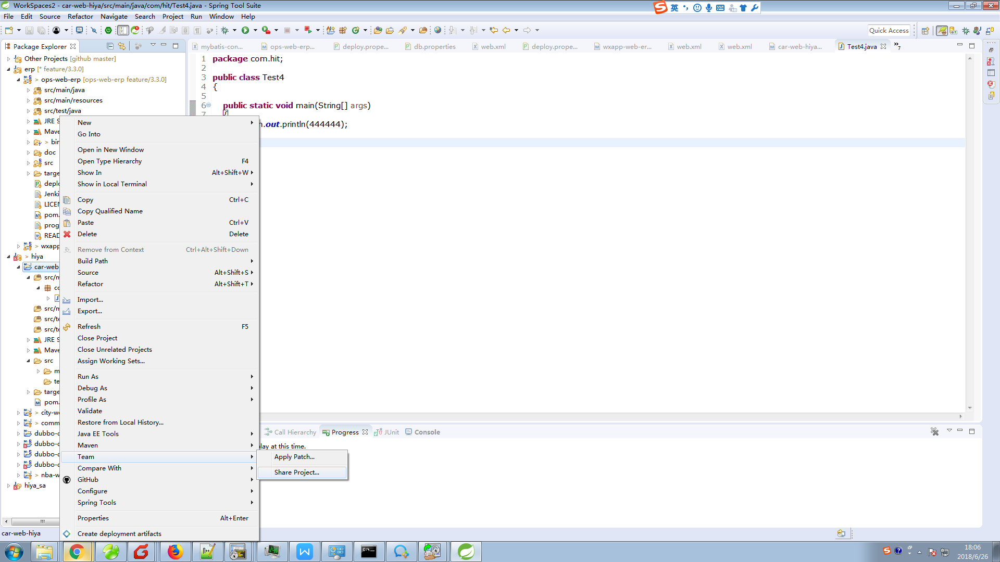 WorkSpaces2 - car-web-hiya/src/main/java/com/hit/Test4.java - Spring Tool Suite
英
File Edit Source Refactor Navigate Search Project Run Window Help
Quick Access
Package Explorer
mybatis-con... ops-web-erp... deploy.prope... db.properties web.xml deploy.prope... wxapp-web-er... web.xml web.xml car-web-hiya... Test4.java »7
Other Projects [github master]
erp [* feature/3.3.0]
> ops-web-erp [ops-web-erp feature/3.3.0]
src/main/java
src/main/resources
src/test/java
JRE S
Mave
> bin
doc
src
targe
deplo
Jenki
LICEN
pom.
prog
READ
> wxapp
> hiya
car-web
src/m
co
src/m
src/te
src/te
JRE S
Mave
src
m
te
targe
pom.
> city-we
> comm
dubbo-c
dubbo-c
dubbo-c
dubbo-c
> nba-w
hiya_sa
1 package com.hit;
2
3 public class Test4
4 {
5
6 public static void main(String[] args)
7 {
.out.println(444444);
New
Go Into
Open in New Window
Open Type Hierarchy F4
Show In Alt+Shift+W
Show in Local Terminal
Copy Ctrl+C
Copy Qualified Name
Paste Ctrl+V
Delete Delete
Remove from Context Ctrl+Alt+Shift+Down
Build Path
Source Alt+Shift+S
Refactor Alt+Shift+T
Import...
Export...
Refresh F5
Close Project
Close Unrelated Projects
Assign Working Sets...
Run As
Debug As
Profile As
Validate
Restore from Local History...
Java EE Tools
Maven
Team
Compare With
GitHub
Configure
Spring Tools
Properties Alt+Enter
Create deployment artifacts
Apply Patch...
Share Project...
Call Hierarchy Progress JUnit Console
lay at this time.
car-web-hiya
18:06
2018/6/26